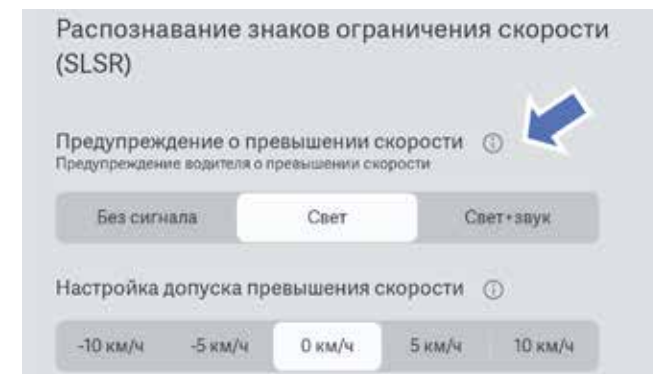 Распознавание знаков ограничения скорости
(SLSR)
Предупреждение о превышении скорости
Предупреждение водителя о превышении скорости
Без сигнала Свет Свет+звук
Настройка допуска превышения скорости
-10 км/ч -5 км/ч 0 км/ч 5 км/ч 10 км/ч